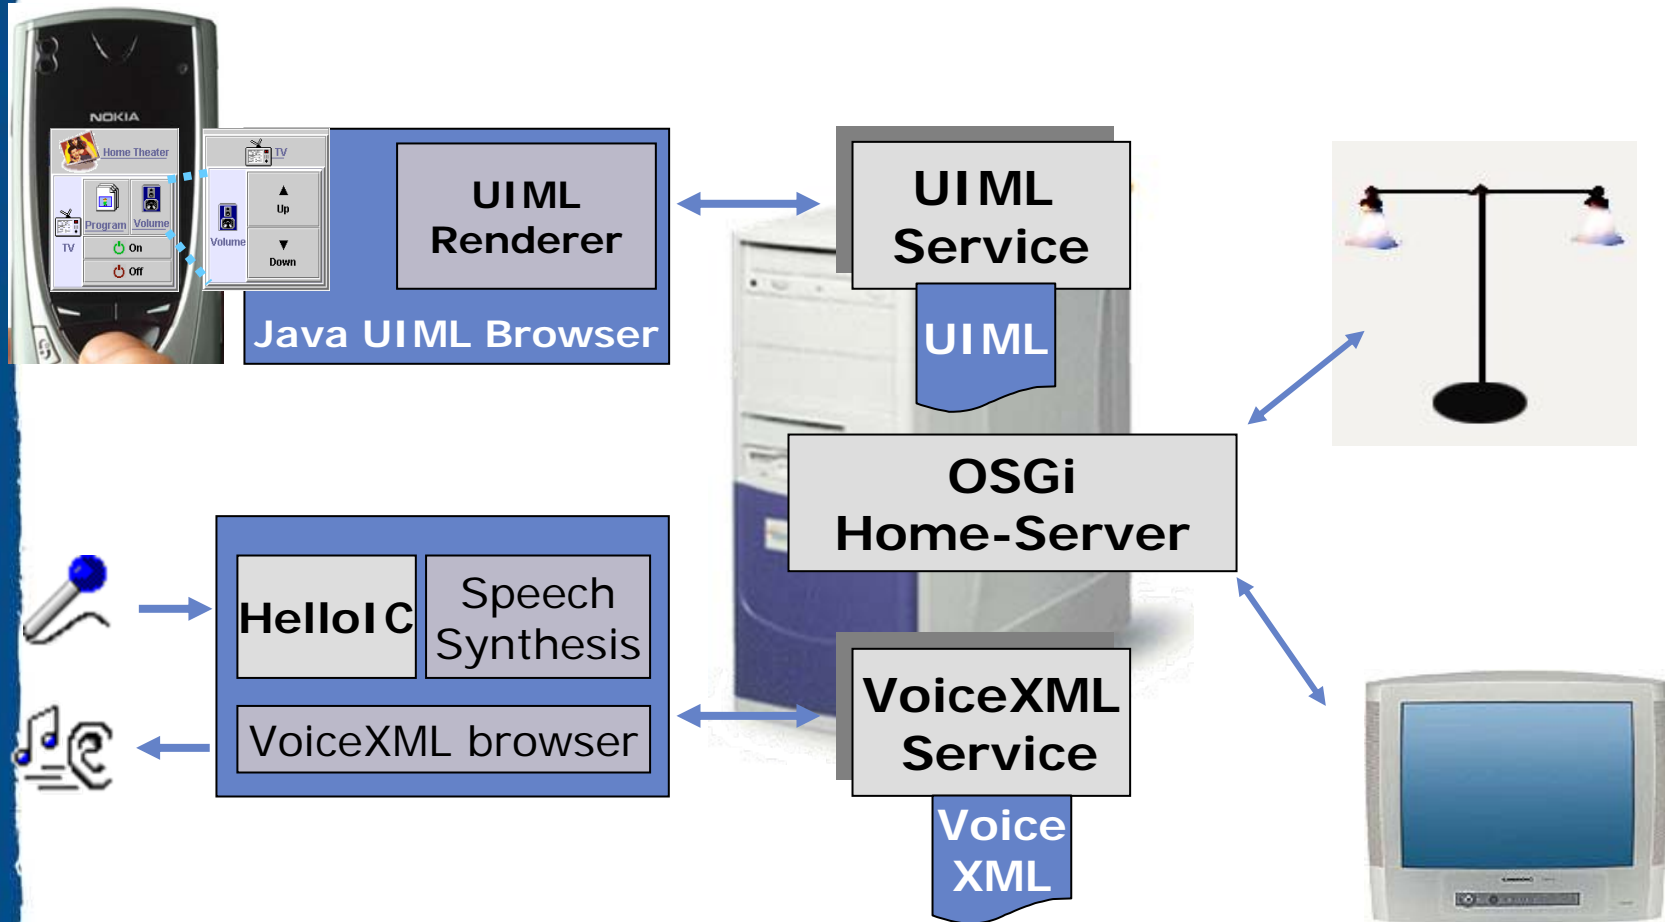 NOKIA
Home Theater
Program
Volume
TV
On
Off
TV
Volume
Up
Down
UIML
Renderer
Java UIML Browser
UIML
Service
UIML
OSGi
Home-Server
HelloIC
Speech
Synthesis
VoiceXML browser
VoiceXML
Service
Voice
XML